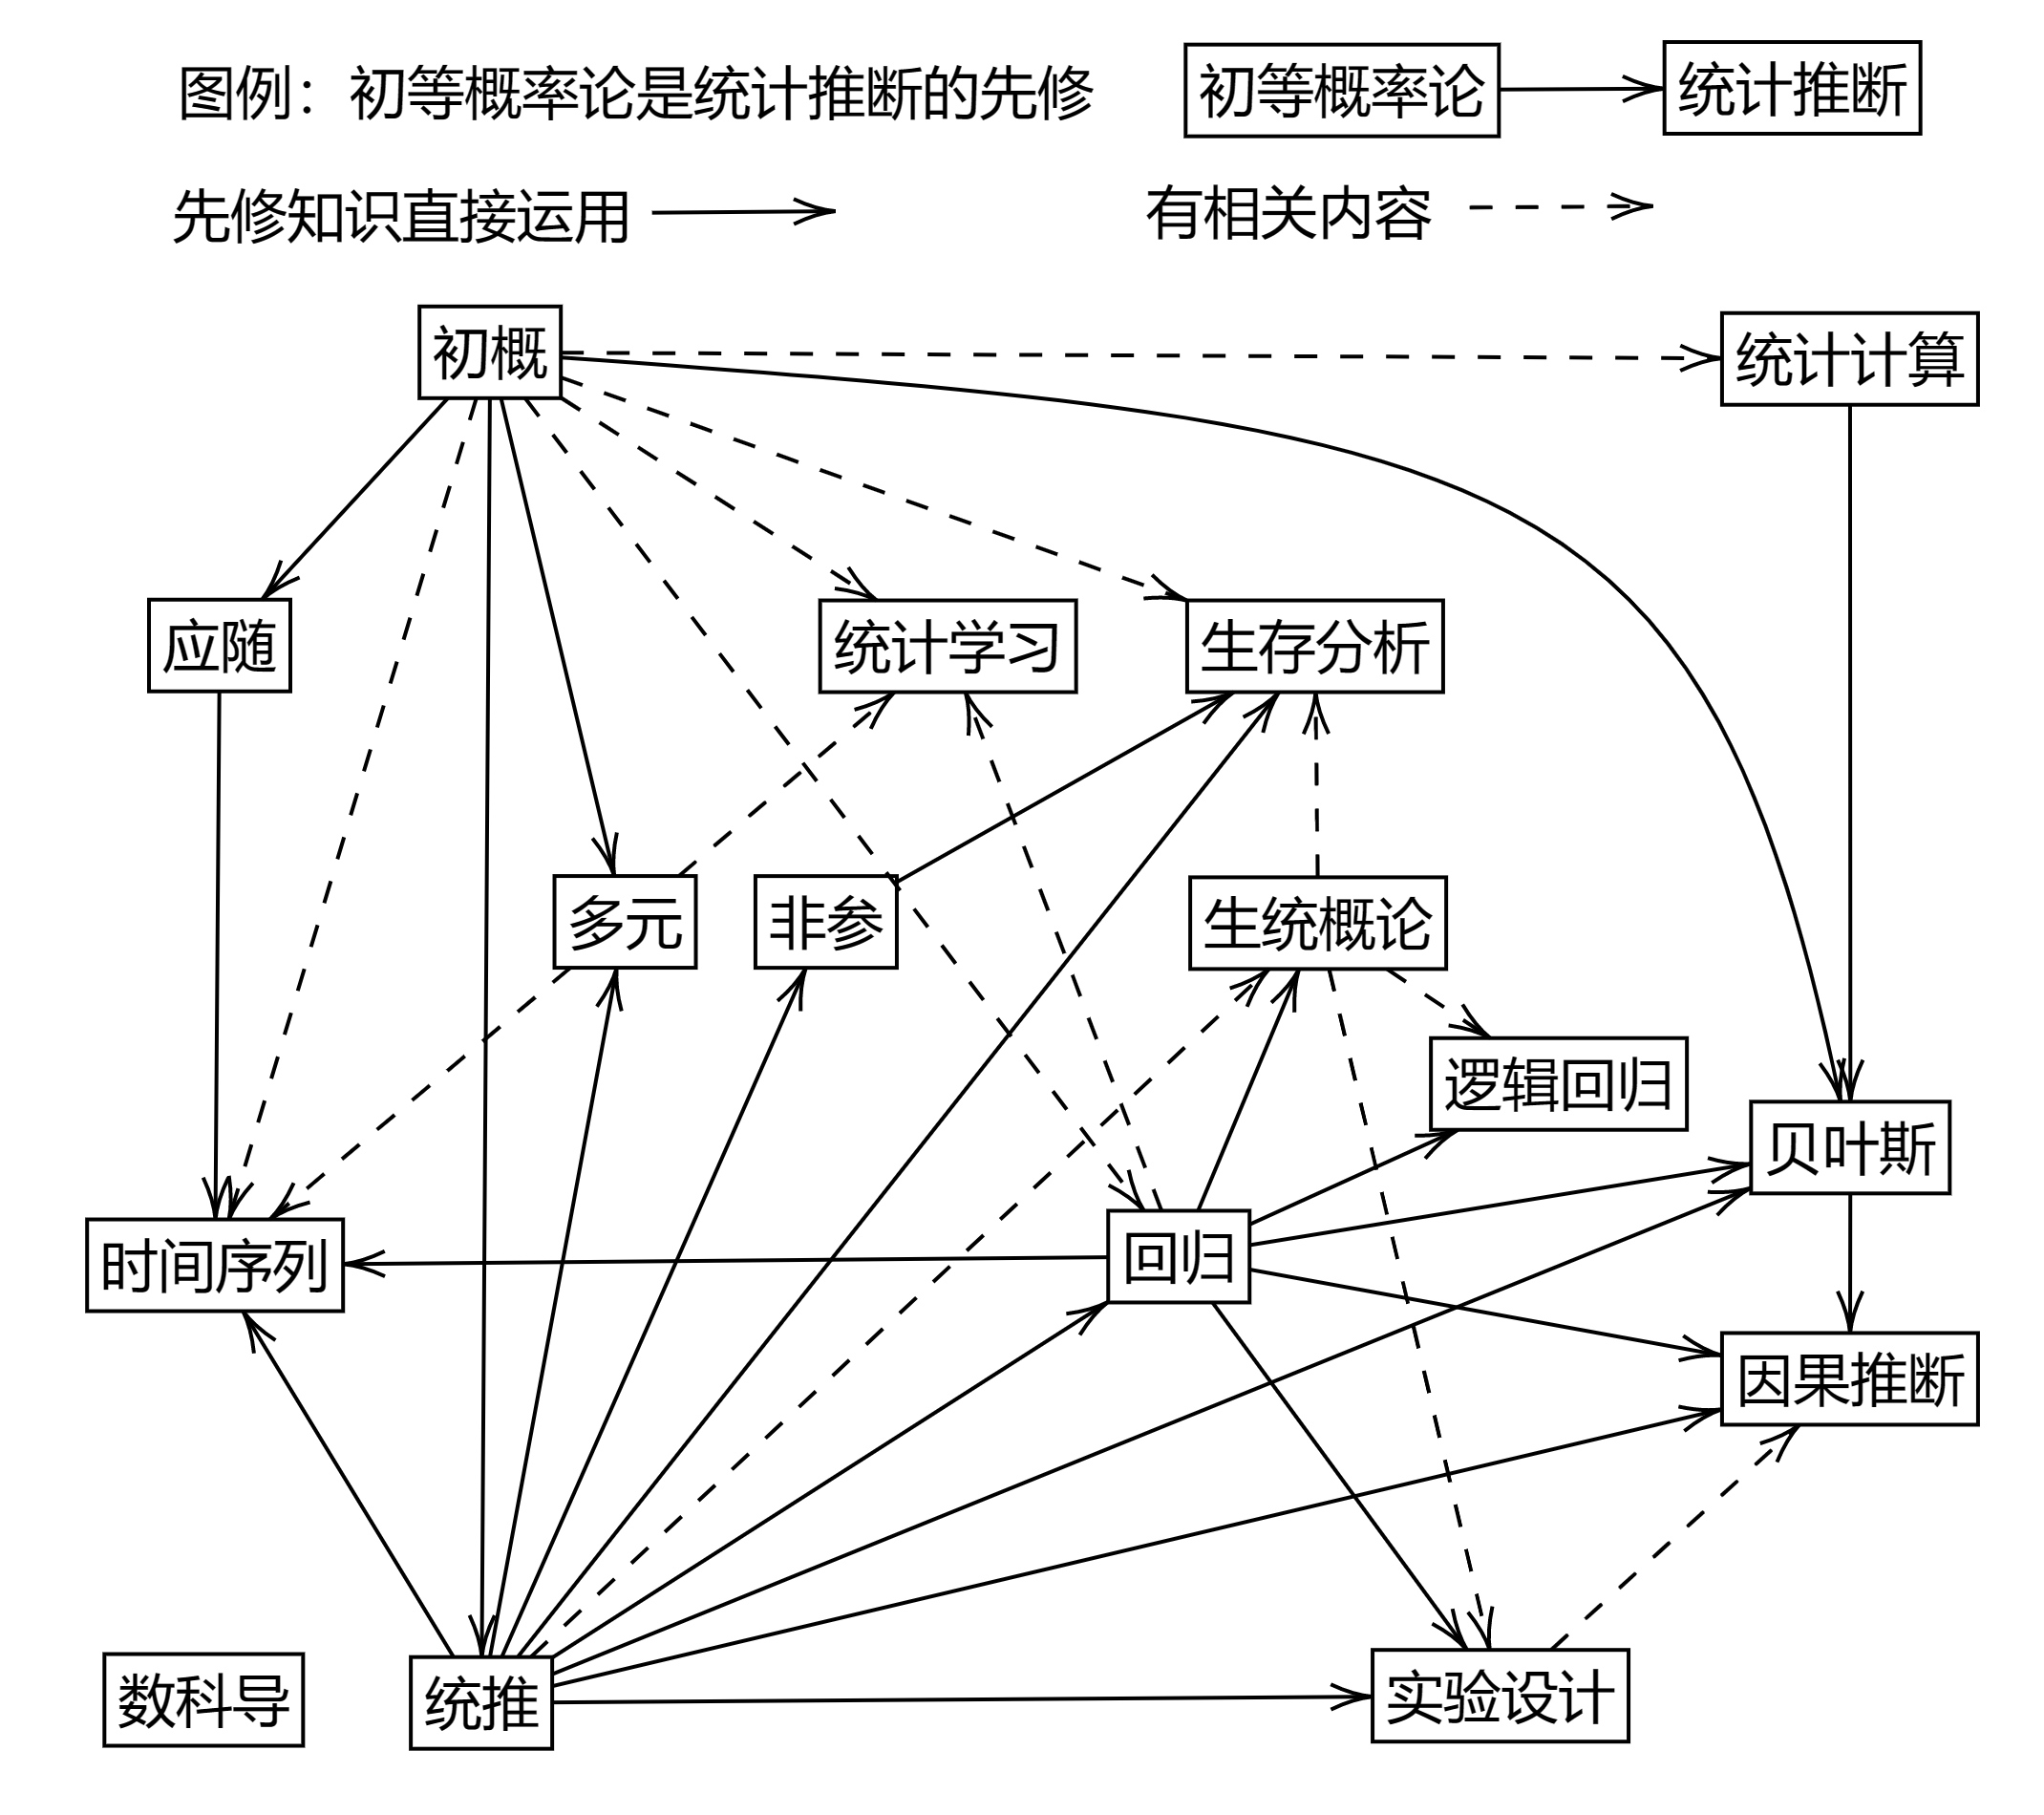 图例：初等概率论是统计推断的先修
初等概率论
统计推断
先修知识直接运用
有相关内容
初概
统计计算
应随
统计学习
生存分析
多元
非参
生统概论
逻辑回归
贝叶斯
时间序列
回归
因果推断
数科导
统推
实验设计